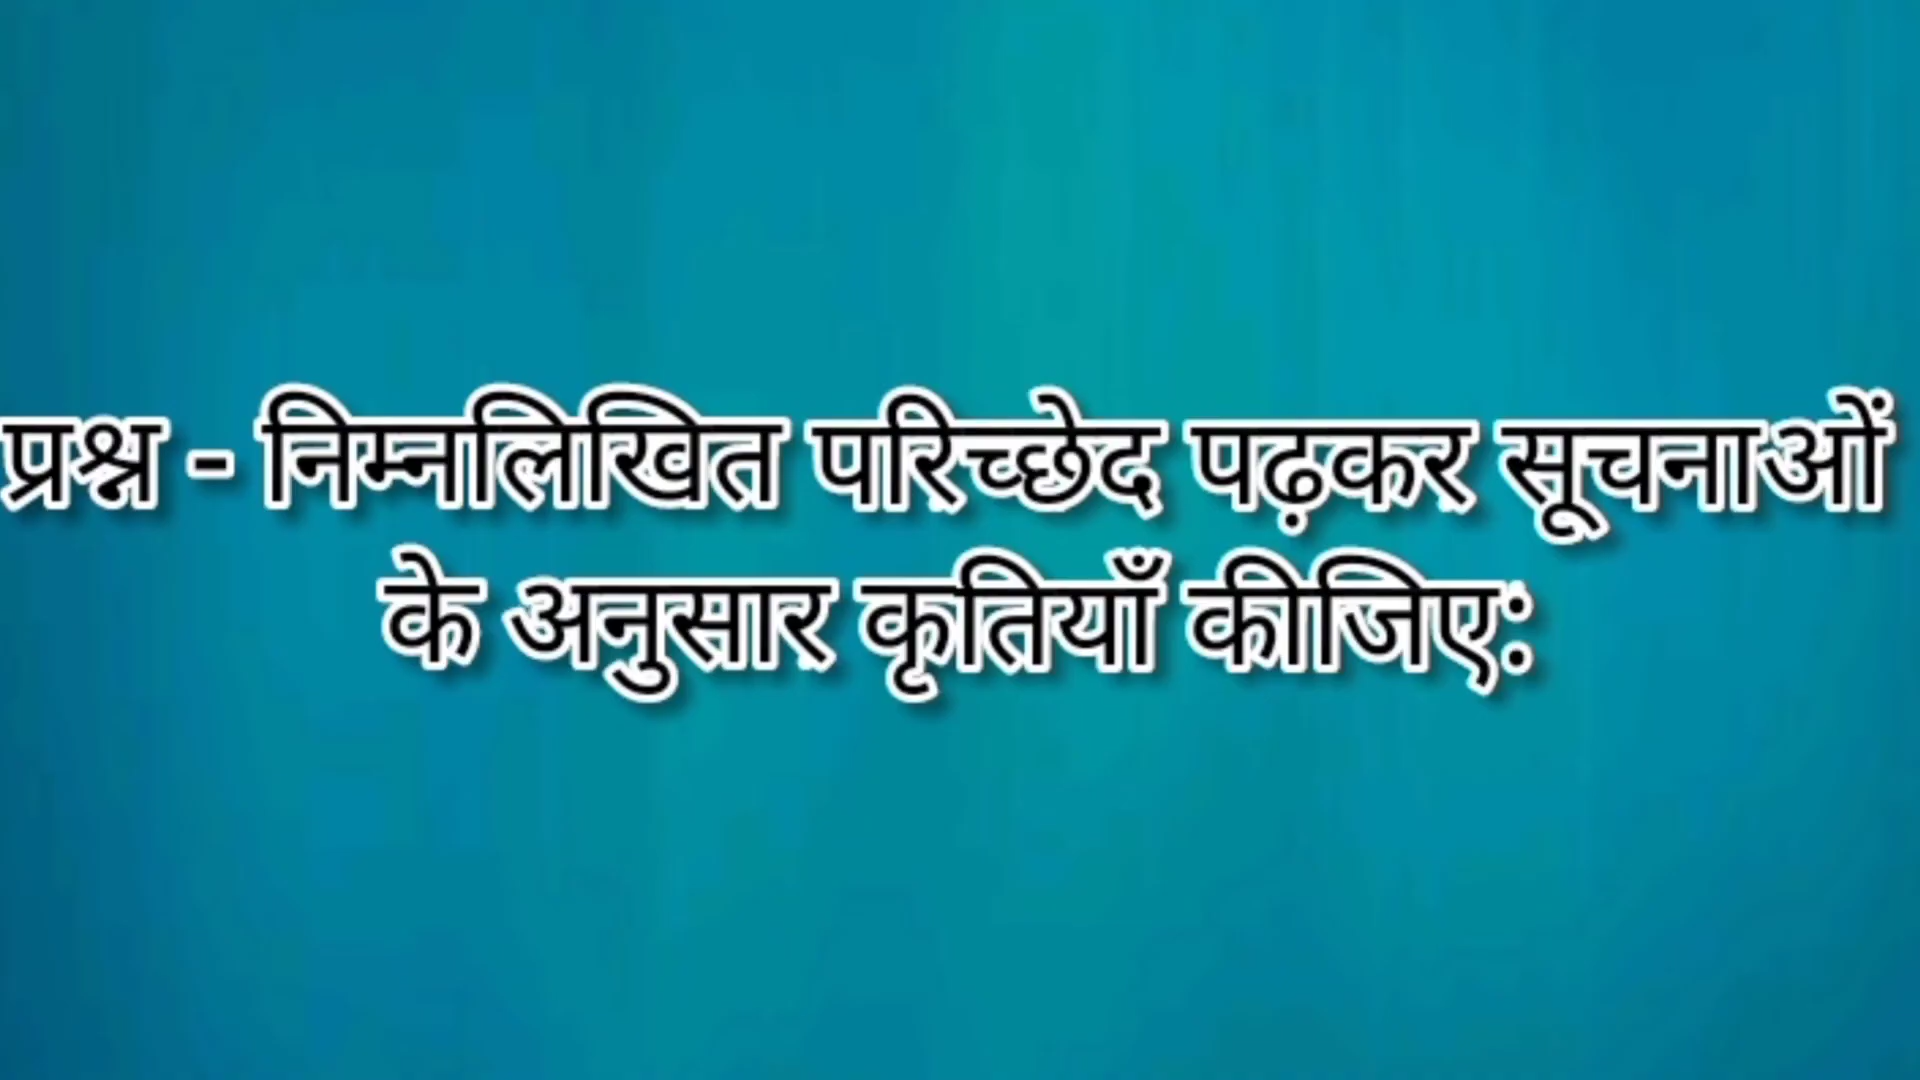 प्रश्न - निम्नलिखित परिच्छेद पढ़कर सूचनाओं
के अनुसार कृतियाँ कीजिए: